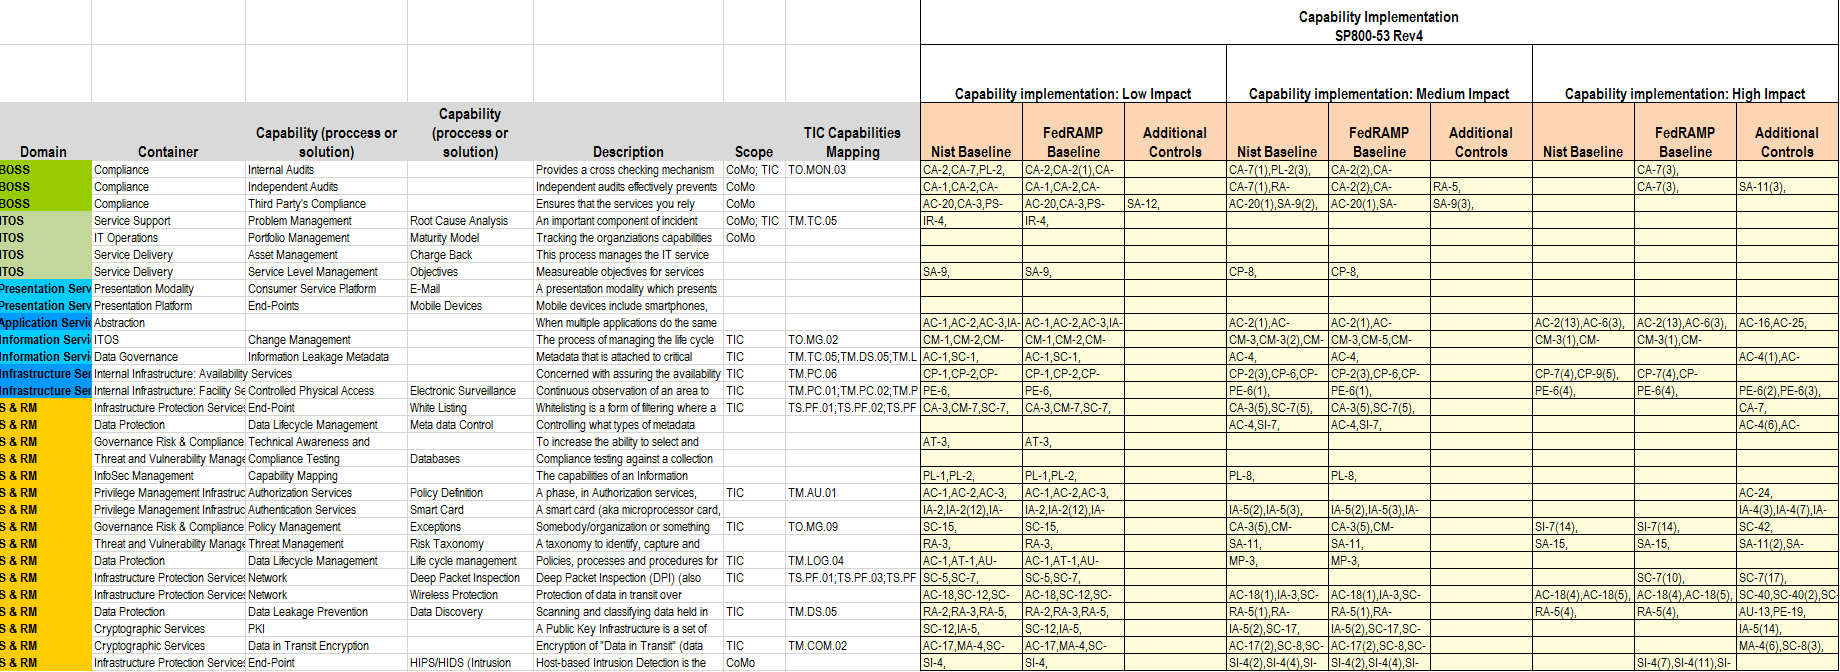 Capability Implementation
SP800-53 Rev4
Capability implementation: Low Impact Capability implementation: Medium Impact Capability implementation: High Impact
Domain Container Capability (proccess or solution) Capability (proccess or solution) Description Scope TIC Capabilities Mapping Nist Baseline FedRAMP Baseline Additional Controls Nist Baseline FedRAMP Baseline Additional Controls Nist Baseline FedRAMP Baseline Additional Controls
BOSS Compliance Internal Audits Provides a cross checking mechanism CoMo; TIC TO.MON.03 CA-2,CA-7,PL-2, CA-2,CA-2(1),CA- CA-7(1),PL-2(3), CA-2(2),CA- CA-7(3),
BOSS Compliance Independent Audits Independent audits effectively prevents CoMo CA-1,CA-2,CA- CA-1,CA-2,CA- CA-7(1),RA- CA-2(2),CA- RA-5, CA-7(3), SA-11(3),
BOSS Compliance Third Party's Compliance Ensures that the services you rely CoMo AC-20,CA-3,PS- AC-20,CA-3,PS- SA-12, AC-20(1),SA-9(2), AC-20(1),SA- SA-9(3),
ITOS Service Support Problem Management Root Cause Analysis An important component of incident CoMo; TIC TM.TC.05 IR-4, IR-4,
ITOS IT Operations Portfolio Management Maturity Model Tracking the organziations capabilities CoMo
ITOS Service Delivery Asset Management Charge Back This process manages the IT service
ITOS Service Delivery Service Level Management Objectives Measureable objectives for services SA-9, SA-9, CP-8, CP-8,
Presentation Serv Presentation Modality Consumer Service Platform E-Mail A presentation modality which presents
Presentation Serv Presentation Platform End-Points Mobile Devices Mobile devices include smartphones,
Application Servic Abstraction When multiple applications do the same AC-1,AC-2,AC-3,IA- AC-1,AC-2,AC-3,IA- AC-2(1),AC- AC-2(1),AC- AC-2(13),AC-6(3), AC-2(13),AC-6(3), AC-16,AC-25,
Information Servi ITOS Change Management The process of managing the life cycle TIC TO.MG.02 CM-1,CM-2,CM- CM-1,CM-2,CM- CM-3,CM-3(2),CM- CM-3,CM-5,CM- CM-3(1),CM- CM-3(1),CM-
Information Servi Data Governance Information Leakage Metadata Metadata that is attached to critical TIC TM.TC.05;TM.DS.05;TM.L AC-1,SC-1, AC-1,SC-1, AC-4, AC-4, AC-4(1),AC-
Infrastructure Ser Internal Infrastructure: Availability Services Concerned with assuring the availability TIC TM.PC.06 CP-1,CP-2,CP- CP-1,CP-2,CP- CP-2(3),CP-6,CP- CP-2(3),CP-6,CP- CP-7(4),CP-9(5), CP-7(4),CP-
Infrastructure Ser Internal Infrastructure: Facility Se Controlled Physical Access Electronic Surveillance Continuous observation of an area to TIC TM.PC.01;TM.PC.02;TM.P PE-6, PE-6, PE-6(1), PE-6(1), PE-6(4), PE-6(4), PE-6(2),PE-6(3),
S & RM Infrastructure Protection Services End-Point White Listing Whitelisting is a form of filtering where a TIC TS.PF.01;TS.PF.02;TS.PF CA-3,CM-7,SC-7, CA-3,CM-7,SC-7, CA-3(5),SC-7(5), CA-3(5),SC-7(5), CA-7,
S & RM Data Protection Data Lifecycle Management Meta data Control Controlling what types of metadata AC-4,SI-7, AC-4,SI-7, AC-4(6),AC-
S & RM Governance Risk & Compliance Technical Awareness and To increase the ability to select and AT-3, AT-3,
S & RM Threat and Vulnerability Manage Compliance Testing Databases Compliance testing against a collection
S & RM InfoSec Management Capability Mapping The capabilities of an Information PL-1,PL-2, PL-1,PL-2, PL-8, PL-8,
S & RM Privilege Management Infrastruc Authorization Services Policy Definition A phase, in Authorization services, TIC TM.AU.01 AC-1,AC-2,AC-3, AC-1,AC-2,AC-3, AC-24,
S & RM Privilege Management Infrastruc Authentication Services Smart Card A smart card (aka microprocessor card, IA-2,IA-2(12),IA- IA-2,IA-2(12),IA- IA-5(2),IA-5(3), IA-5(2),IA-5(3),IA- IA-4(3),IA-4(7),IA-
S & RM Governance Risk & Compliance Policy Management Exceptions Somebody/organization or something TIC TO.MG.09 SC-15, SC-15, CA-3(5),CM- CA-3(5),CM- SI-7(14), SI-7(14), SC-42,
S & RM Threat and Vulnerability Manage Threat Management Risk Taxonomy A taxonomy to identify, capture and RA-3, RA-3, SA-11, SA-11, SA-15, SA-15, SA-11(2),SA-
S & RM Data Protection Data Lifecycle Management Life cycle management Policies, processes and procedures for TIC TM.LOG.04 AC-1,AT-1,AU- AC-1,AT-1,AU- MP-3, MP-3,
S & RM Infrastructure Protection Services Network Deep Packet Inspection Deep Packet Inspection (DPI) (also TIC TS.PF.01;TS.PF.03;TS.PF SC-5,SC-7, SC-5,SC-7, SC-7(10), SC-7(17),
S & RM Infrastructure Protection Services Network Wireless Protection Protection of data in transit over AC-18,SC-12,SC- AC-18,SC-12,SC- AC-18(1),IA-3,SC- AC-18(1),IA-3,SC- AC-18(4),AC-18(5), AC-18(4),AC-18(5), SC-40,SC-40(2),SC-
S & RM Data Protection Data Leakage Prevention Data Discovery Scanning and classifying data held in TIC TM.DS.05 RA-2,RA-3,RA-5, RA-2,RA-3,RA-5, RA-5(1),RA- RA-5(1),RA- RA-5(4), RA-5(4), AU-13,PE-19,
S & RM Cryptographic Services PKI A Public Key Infrastructure is a set of SC-12,IA-5, SC-12,IA-5, IA-5(2),SC-17, IA-5(2),SC-17,SC- IA-5(14),
S & RM Cryptographic Services Data in Transit Encryption Encryption of "Data in Transit" (data TIC TM.COM.02 AC-17,MA-4,SC- AC-17,MA-4,SC- AC-17(2),SC-8,SC- AC-17(2),SC-8,SC- MA-4(6),SC-8(3),
S & RM Infrastructure Protection Services End-Point HIPS/HIDS (Intrusion Host-based Intrusion Detection is the CoMo SI-4, SI-4, SI-4(2),SI-4(4),SI- SI-4(2),SI-4(4),SI- SI-4(7),SI-4(11),SI-